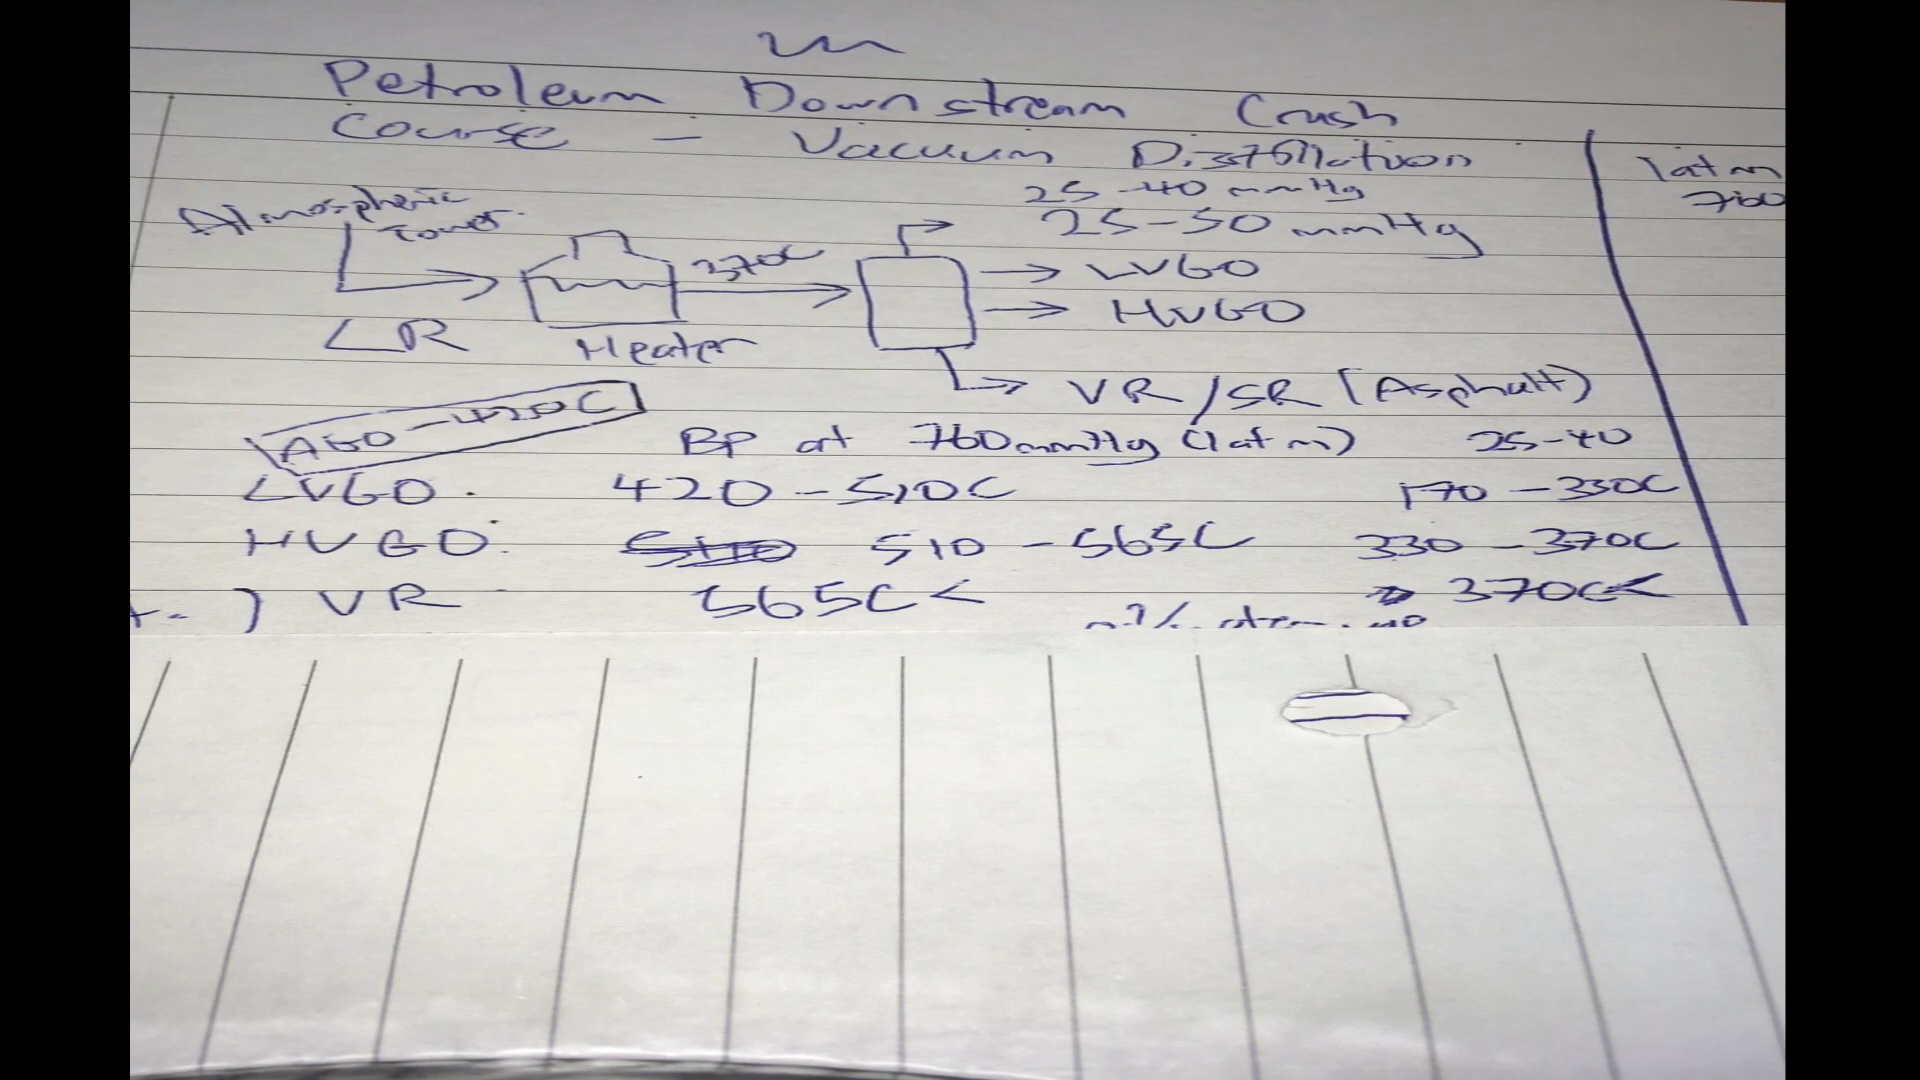 Petroleum Downstream Crush
Course - Vacuum Distillation
1atm
760
Atmospheric
Tower.
25-40 mmHg
25-50 mmHg
370C
LVGO
HVGO
LR
Heater
VR/SR (Asphalt)
AGO-420C
BP at 760mmHg (1atm) 25-40
LVGO. 420-510C 170-330C
HVGO: 510-565C 330-370C
VR 565C< 370C<